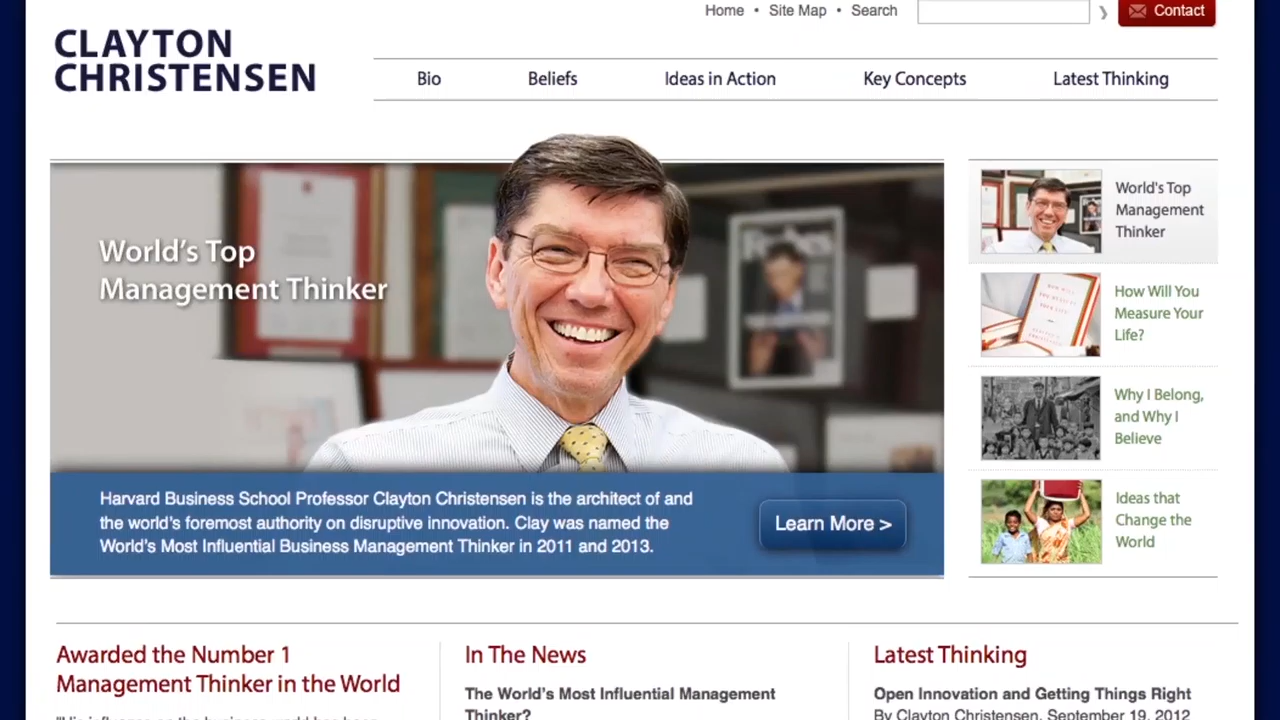 Home • Site Map • Search
Contact
CLAYTON
CHRISTENSEN
Bio
Beliefs
Ideas in Action
Key Concepts
Latest Thinking
World's Top
Management Thinker
Harvard Business School Professor Clayton Christensen is the architect of and
the world's foremost authority on disruptive innovation. Clay was named the
World's Most Influential Business Management Thinker in 2011 and 2013.
Learn More >
World's Top
Management
Thinker
How Will You
Measure Your
Life?
Why I Belong,
and Why I
Believe
Ideas that
Change the
World
Awarded the Number 1
Management Thinker in the World
In The News
The World's Most Influential Management
Thinker?
Latest Thinking
Open Innovation and Getting Things Right
By Clayton Christensen, September 19, 2012